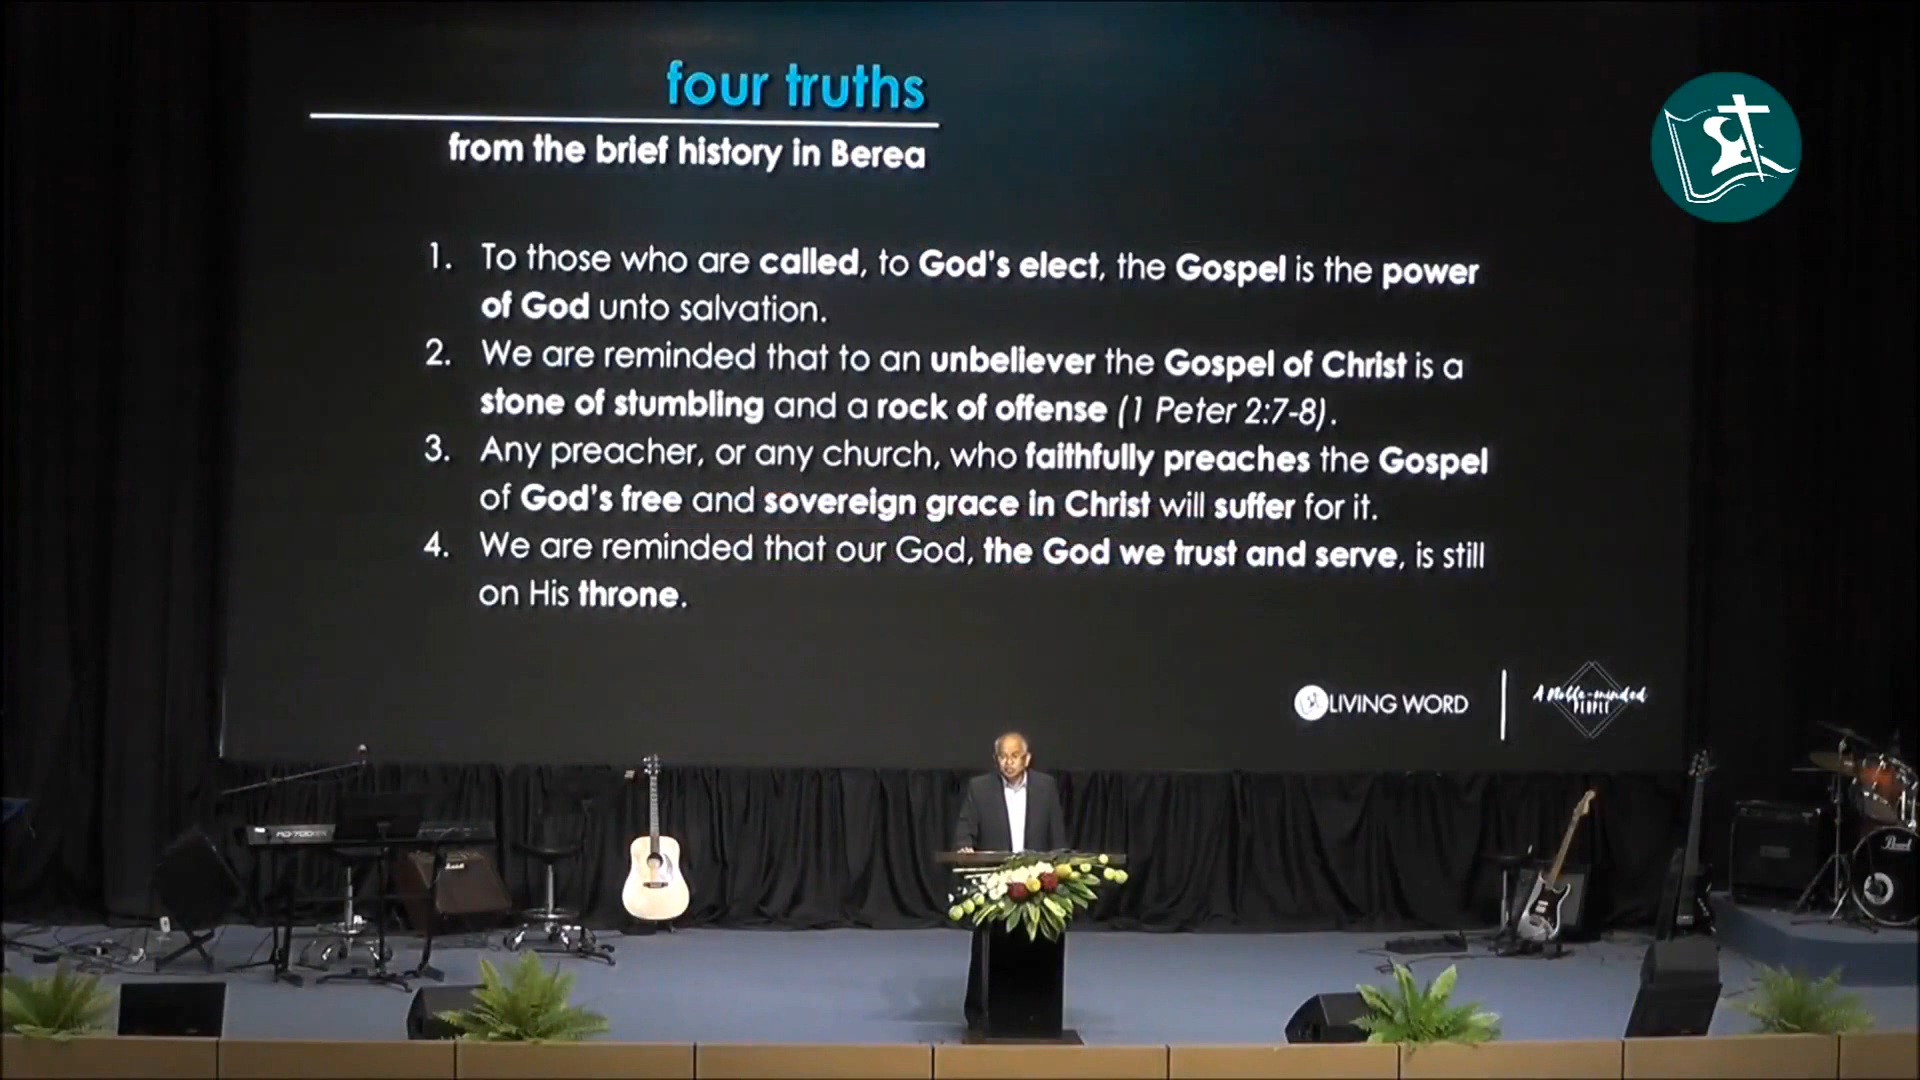 four truths
from the brief history in Berea
1. To those who are called, to God's elect, the Gospel is the power
of God unto salvation.
2. We are reminded that to an unbeliever the Gospel of Christ is a
stone of stumbling and a rock of offense (1 Peter 2:7-8).
3. Any preacher, or any church, who faithfully preaches the Gospel
of God's free and sovereign grace in Christ will suffer for it.
4. We are reminded that our God, the God we trust and serve, is still
on His throne.
LIVING WORD
A Noble-minded
PEOPLE
Pearl